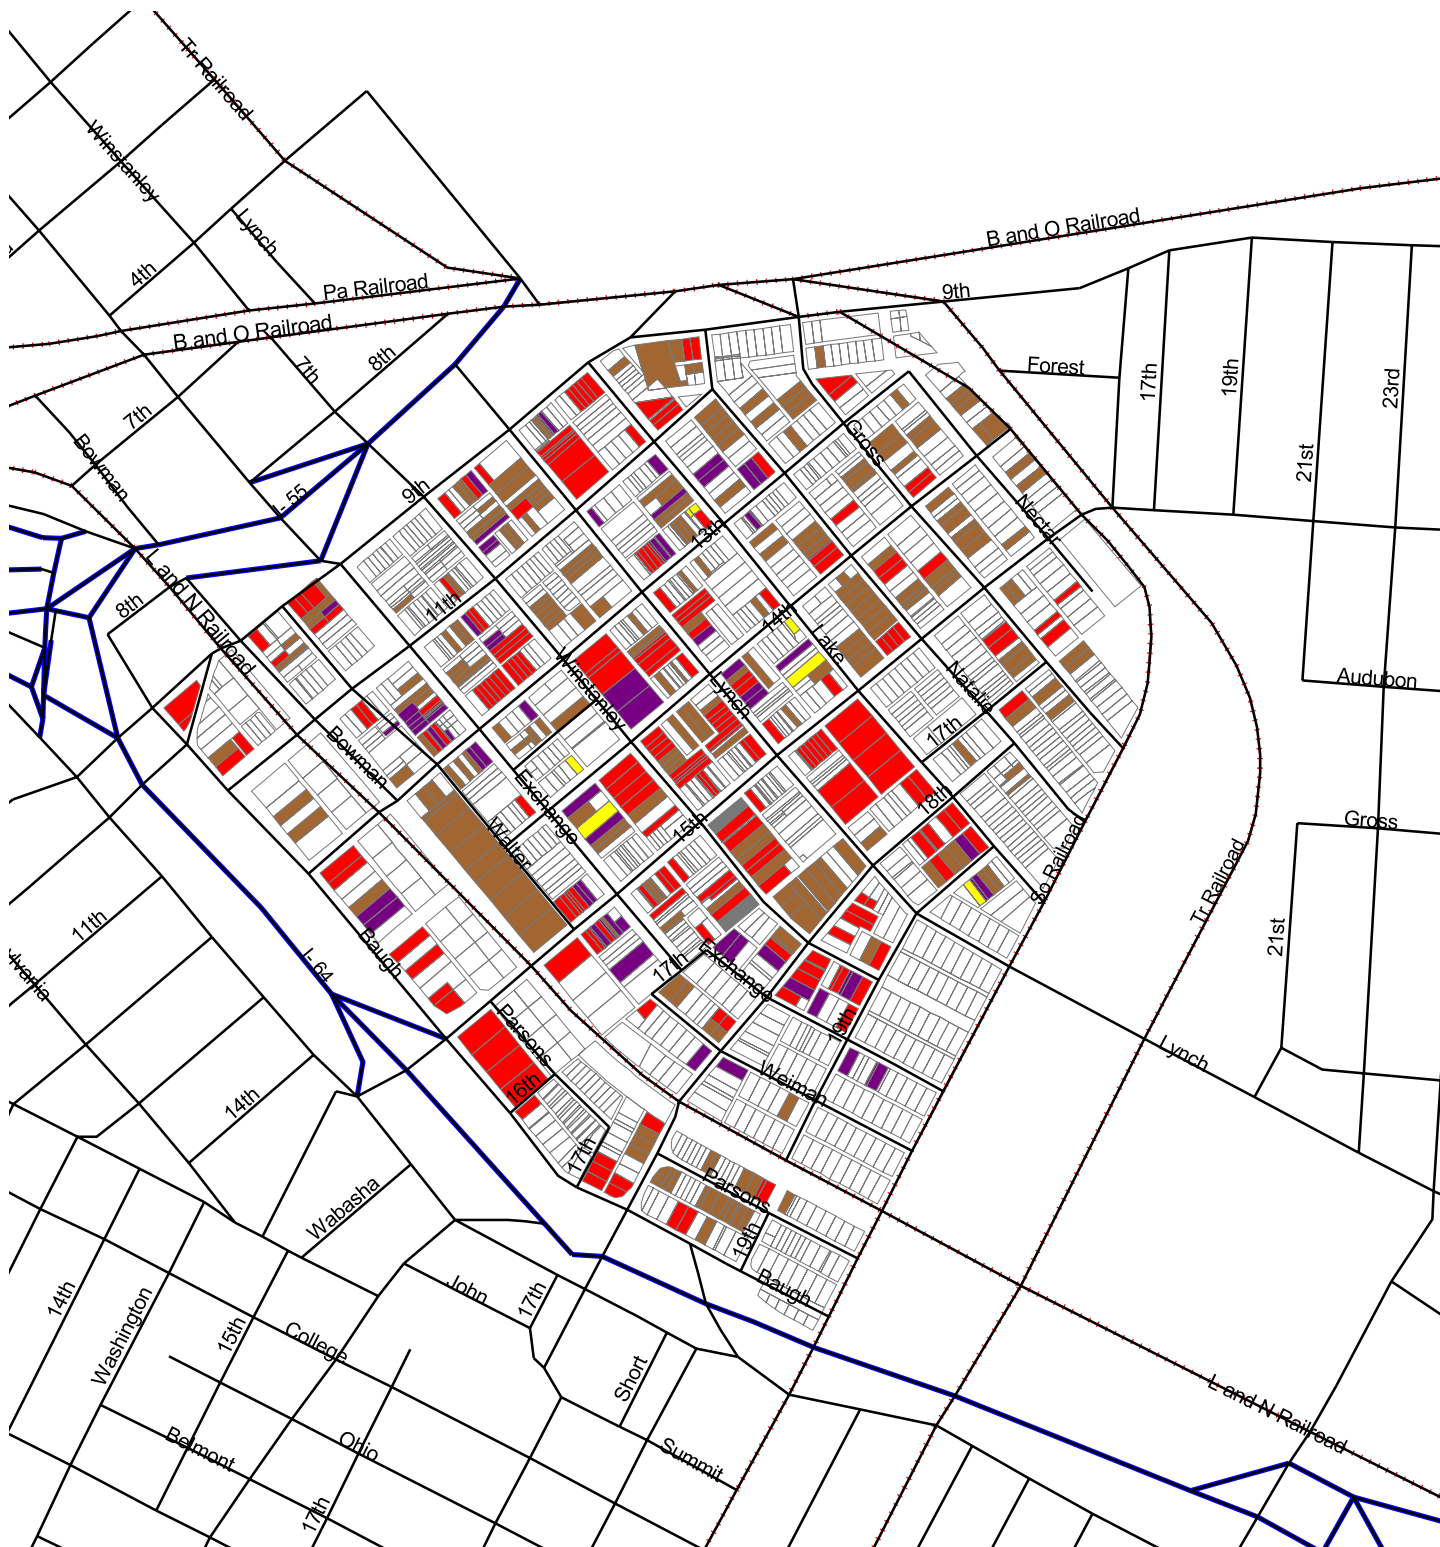 Tr Railroad
Winstanley
Lynch
4th
B and O Railroad
Pa Railroad
9th
B and O Railroad
7th
8th
Forest
17th
19th
23rd
7th
Bowman
Gross
21st
I- 55
9th
Nectar
13th
L and N Railroad
8th
11th
14th
Lake
Winstanley
Natalie
Audubon
Lynch
17th
Bowman
Exchange
18th
15th
Gross
Walter
So Railroad
Tr Railroad
11th
Baugh
21st
I- 64
17th
Exchange
19th
Parsons
Lynch
Weiman
16th
14th
17th
Parsons
Wabasha
19th
Baugh
John
17th
14th
Washington
15th
College
Short
L and N Railroad
Belmont
Ohio
Summit
17th